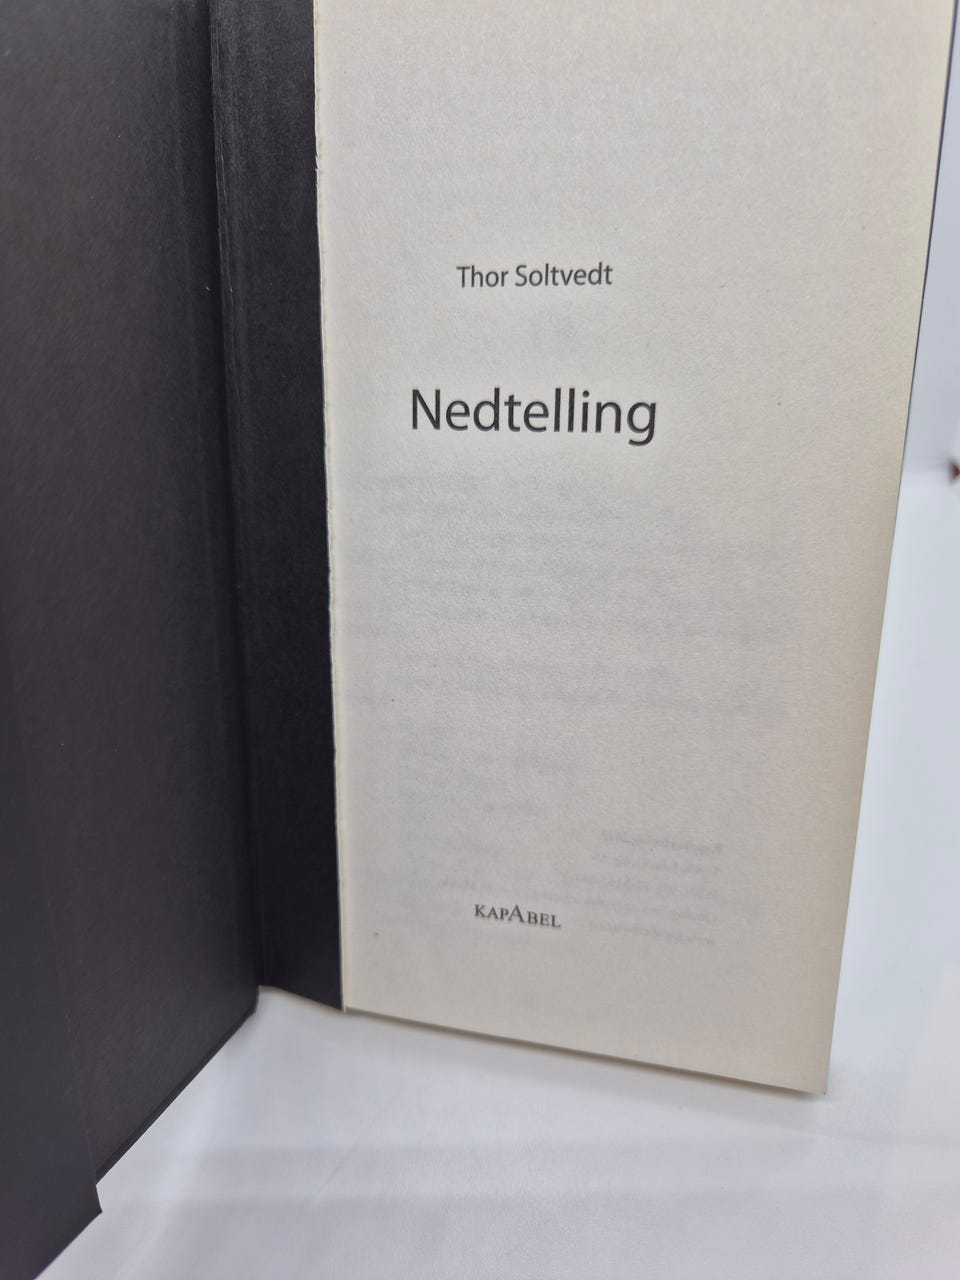 Thor Soltvedt
Nedtelling
KAPABEL